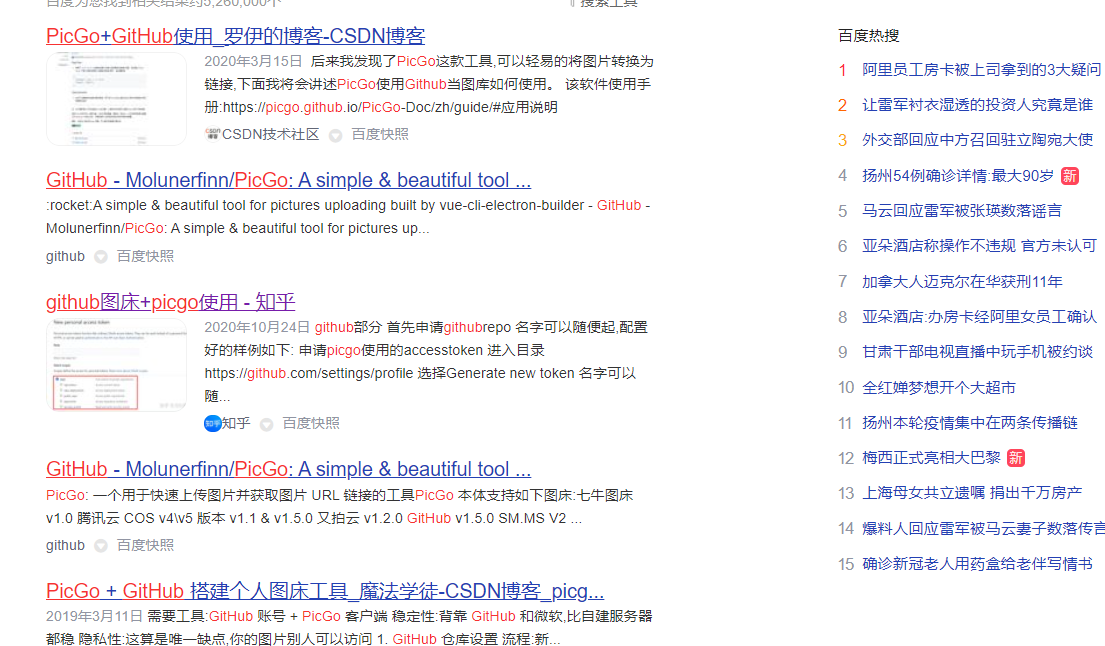 百度为您找到相关结果约5,260,000个
搜索工具
PicGo+GitHub使用_罗伊的博客-CSDN博客
2020年3月15日 后来我发现了PicGo这款工具,可以轻易的将图片转换为
链接,下面我将会讲述PicGo使用Github当图库如何使用。 该软件使用手
册:https://picgo.github.io/PicGo-Doc/zh/guide/#应用说明
CSDN技术社区 百度快照
GitHub - Molunerfinn/PicGo: A simple & beautiful tool ...
:rocket:A simple & beautiful tool for pictures uploading built by vue-cli-electron-builder - GitHub -
Molunerfinn/PicGo: A simple & beautiful tool for pictures up...
github 百度快照
github图床+picgo使用 - 知乎
2020年10月24日 github部分 首先申请githubrepo 名字可以随便起,配置
好的样例如下: 申请picgo使用的accesstoken 进入目录
https://github.com/settings/profile 选择Generate new token 名字可以
随...
知乎 知乎 百度快照
GitHub - Molunerfinn/PicGo: A simple & beautiful tool ...
PicGo: 一个用于快速上传图片并获取图片 URL 链接的工具PicGo 本体支持如下图床:七牛图床
v1.0 腾讯云 COS v4\v5 版本 v1.1 & v1.5.0 又拍云 v1.2.0 GitHub v1.5.0 SM.MS V2 ...
github 百度快照
PicGo + GitHub 搭建个人图床工具_魔法学徒-CSDN博客_picg...
2019年3月11日 需要工具:GitHub 账号 + PicGo 客户端 稳定性:背靠 GitHub 和微软,比自建服务器
都稳 隐私性:这算是唯一缺点,你的图片别人可以访问 1. GitHub 仓库设置 流程:新...
百度热搜
1 阿里员工房卡被上司拿到的3大疑问
2 让雷军衬衣湿透的投资人究竟是谁
3 外交部回应中方召回驻立陶宛大使
4 扬州54例确诊详情:最大90岁 新
5 马云回应雷军被张瑛数落谣言
6 亚朵酒店称操作不违规 官方未认可
7 加拿大人迈克尔在华获刑11年
8 亚朵酒店:办房卡经阿里女员工确认
9 甘肃干部电视直播中玩手机被约谈
10 全红婵梦想开个大超市
11 扬州本轮疫情集中在两条传播链
12 梅西正式亮相大巴黎 新
13 上海母女共立遗嘱 捐出千万房产
14 爆料人回应雷军被马云妻子数落传言
15 确诊新冠老人用药盒给老伴写情书